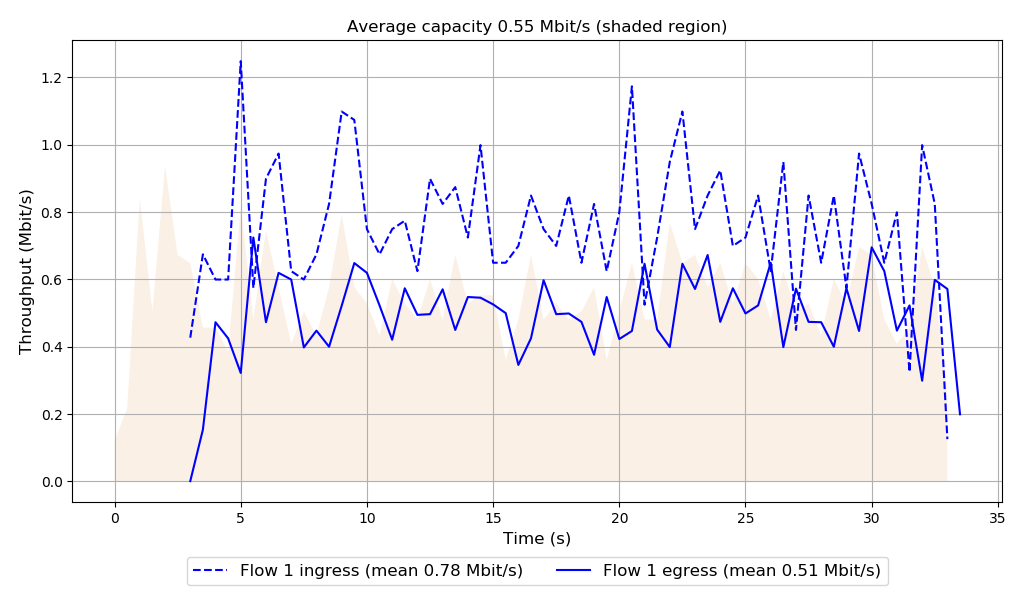 Average capacity 0.55 Mbit/s (shaded region)
Throughput (Mbit/s)
1.2
1.0
0.8
0.6
0.4
0.2
0.0
0 5 10 15 20 25 30 35
Time (s)
Flow 1 ingress (mean 0.78 Mbit/s) Flow 1 egress (mean 0.51 Mbit/s)